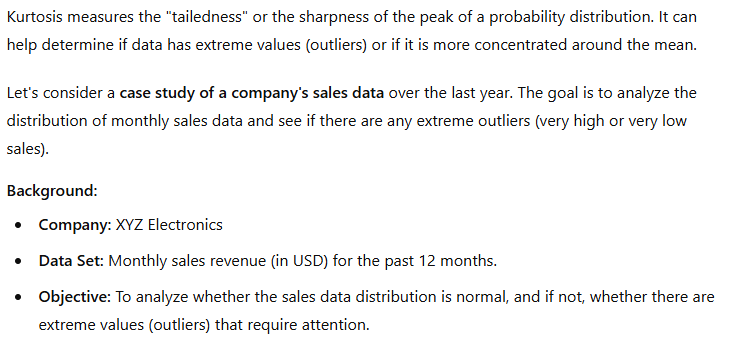 Kurtosis measures the "tailedness" or the sharpness of the peak of a probability distribution. It can
help determine if data has extreme values (outliers) or if it is more concentrated around the mean.
Let's consider a case study of a company's sales data over the last year. The goal is to analyze the
distribution of monthly sales data and see if there are any extreme outliers (very high or very low
sales).
Background:
• Company: XYZ Electronics
• Data Set: Monthly sales revenue (in USD) for the past 12 months.
• Objective: To analyze whether the sales data distribution is normal, and if not, whether there are
extreme values (outliers) that require attention.